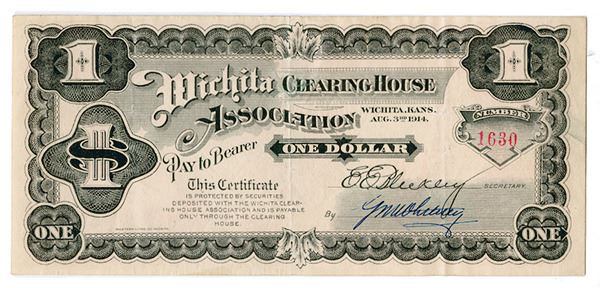 1
1
Wichita CLEARING HOUSE
ASSOCIATION
WICHITA, KANS.
AUG. 3RD 1914.
NUMBER
1630
$
PAY TO BEARER
ONE DOLLAR
This Certificate
IS PROTECTED BY SECURITIES
DEPOSITED WITH THE WICHITA CLEAR-
ING HOUSE ASSOCIATION AND IS PAYABLE
ONLY THROUGH THE CLEARING
HOUSE.
SECRETARY.
By
ONE
ONE